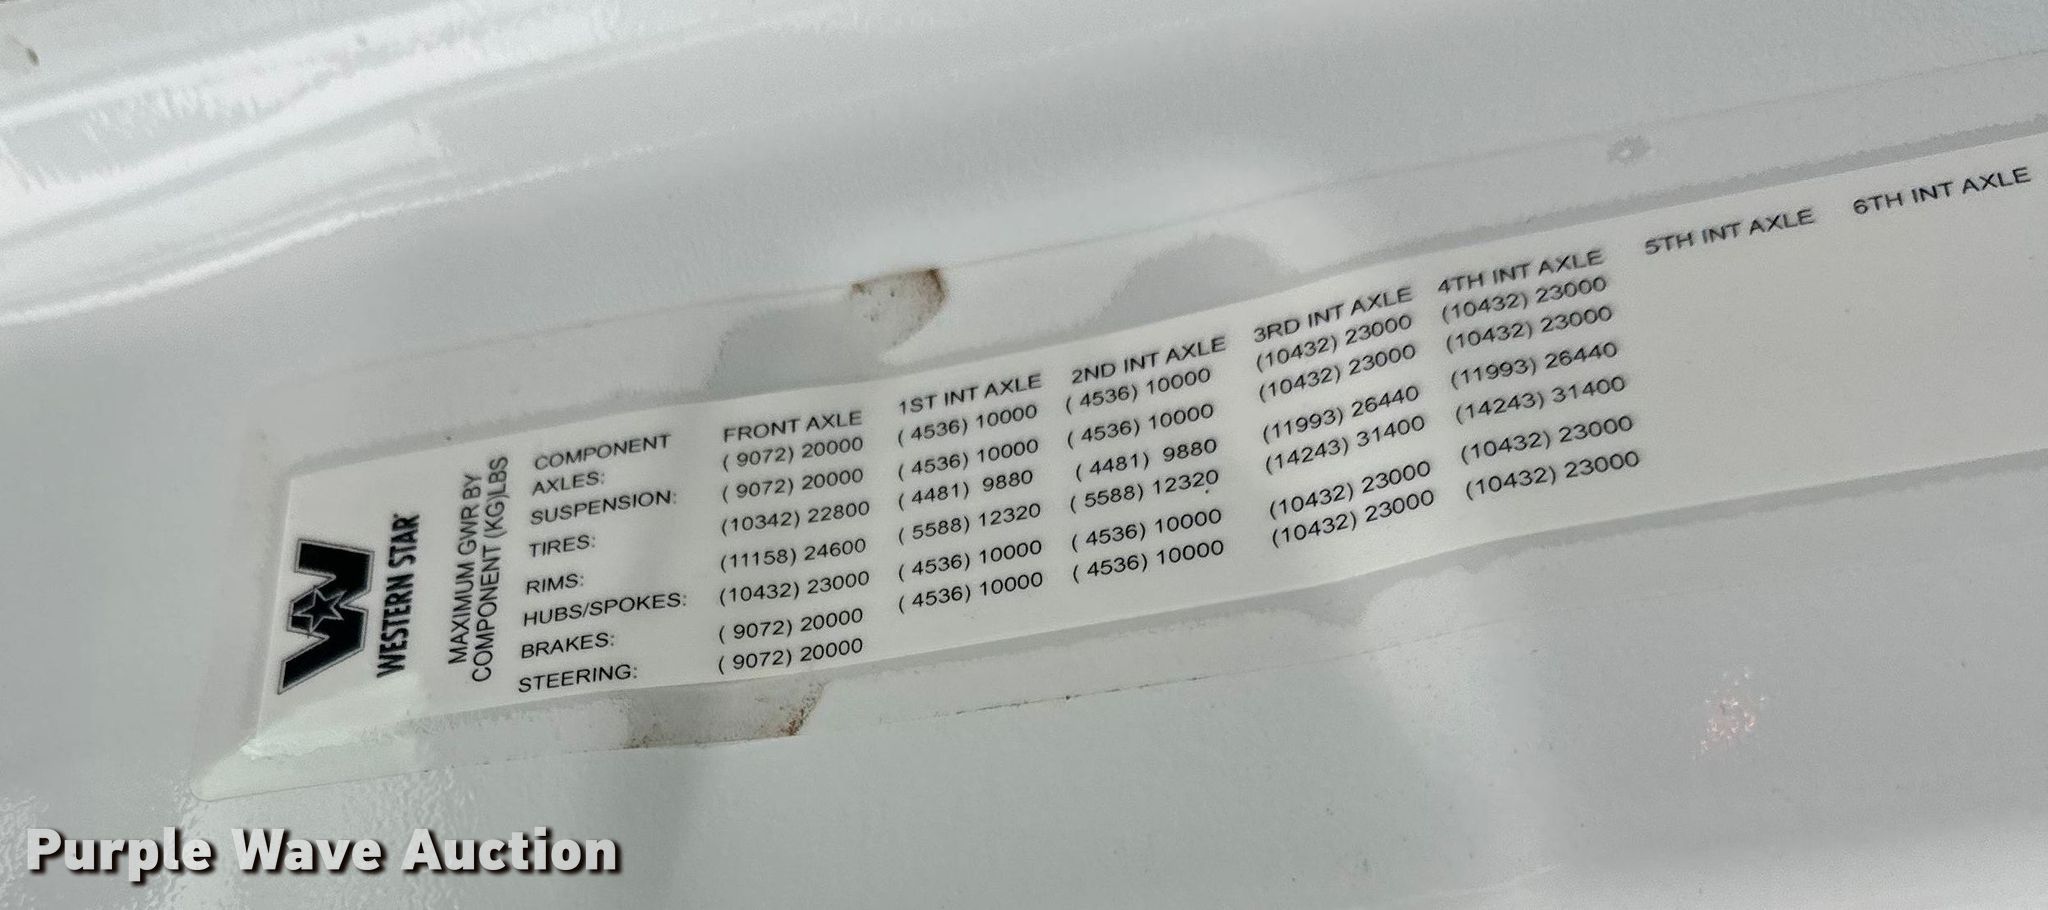 WESTERN STAR
MAXIMUM GWR BY
COMPONENT (KG)LBS
COMPONENT FRONT AXLE 1ST INT AXLE 2ND INT AXLE 3RD INT AXLE 4TH INT AXLE 5TH INT AXLE 6TH INT AXLE
AXLES: ( 9072) 20000 ( 4536) 10000 ( 4536) 10000 (10432) 23000 (10432) 23000
SUSPENSION: ( 9072) 20000 ( 4536) 10000 ( 4536) 10000 (10432) 23000 (10432) 23000
TIRES: (10342) 22800 ( 4481) 9880 ( 4481) 9880 (11993) 26440 (11993) 26440
RIMS: (11158) 24600 ( 5588) 12320 ( 5588) 12320 (14243) 31400 (14243) 31400
HUBS/SPOKES: (10432) 23000 ( 4536) 10000 ( 4536) 10000 (10432) 23000 (10432) 23000
BRAKES: ( 9072) 20000 ( 4536) 10000 ( 4536) 10000 (10432) 23000 (10432) 23000
STEERING: ( 9072) 20000
Purple Wave Auction